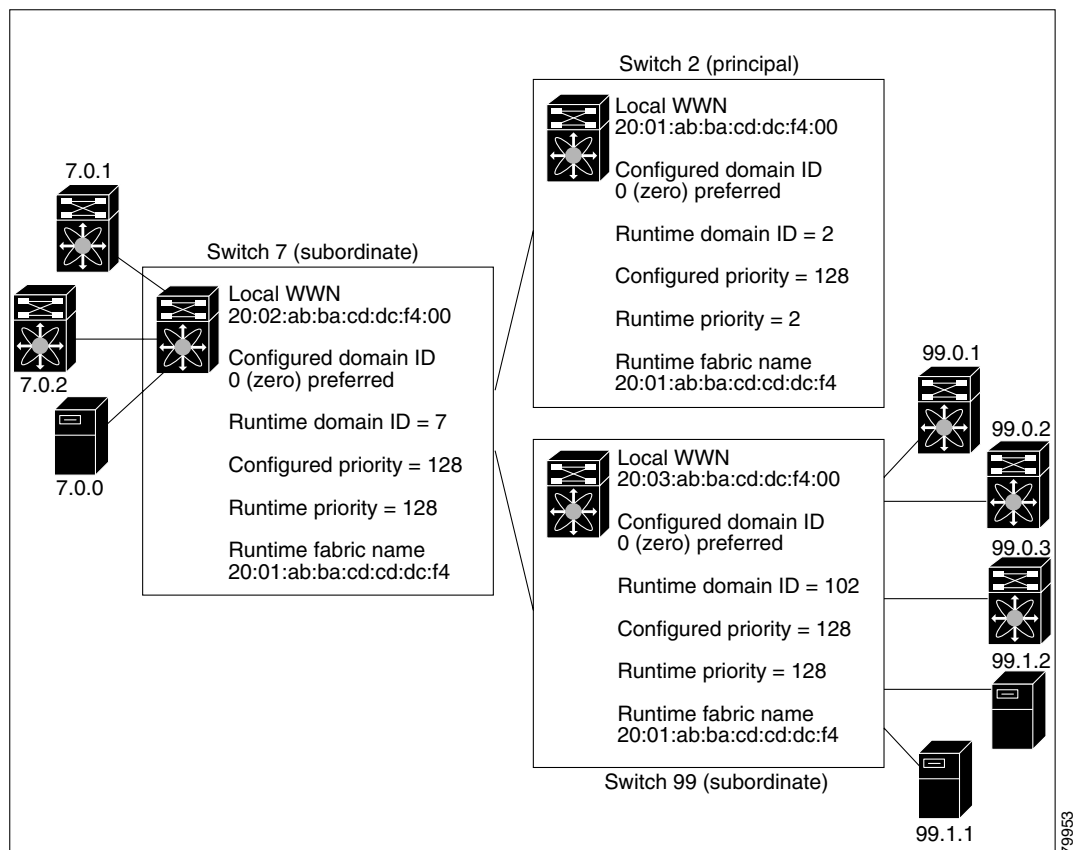 Switch 2 (principal)
Local WWN
20:01:ab:ba:cd:dc:f4:00
Configured domain ID
0 (zero) preferred
Runtime domain ID = 2
Configured priority = 128
Runtime priority = 2
Runtime fabric name
20:01:ab:ba:cd:cd:dc:f4
7.0.1
7.0.2
7.0.0
Switch 7 (subordinate)
Local WWN
20:02:ab:ba:cd:dc:f4:00
Configured domain ID
0 (zero) preferred
Runtime domain ID = 7
Configured priority = 128
Runtime priority = 128
Runtime fabric name
20:01:ab:ba:cd:cd:dc:f4
Local WWN
20:03:ab:ba:cd:dc:f4:00
Configured domain ID
0 (zero) preferred
Runtime domain ID = 102
Configured priority = 128
Runtime priority = 128
Runtime fabric name
20:01:ab:ba:cd:cd:dc:f4
Switch 99 (subordinate)
99.0.1
99.0.2
99.0.3
99.1.2
99.1.1
79953